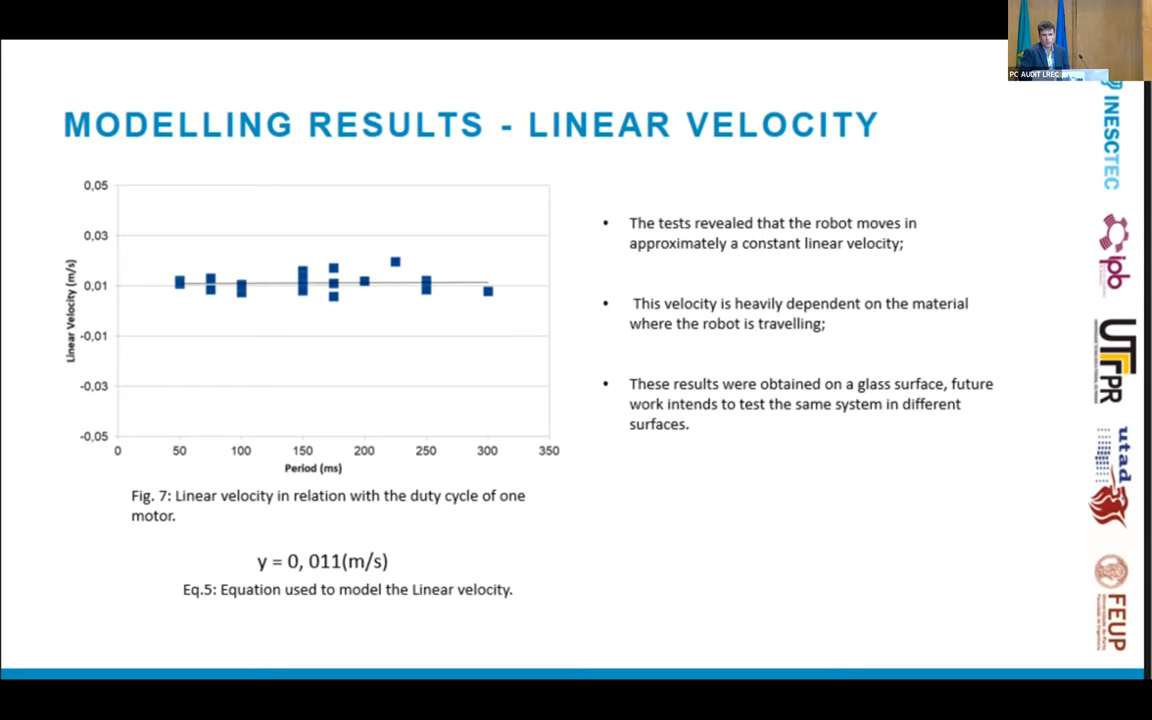 PC AUDIT LREC
MODELLING RESULTS - LINEAR VELOCITY
0,05
0,03
0,01
-0,01
-0,03
-0,05
Linear Velocity (m/s)
0 50 100 150 200 250 300 350
Period (ms)
Fig. 7: Linear velocity in relation with the duty cycle of one
motor.
y = 0, 011(m/s)
Eq.5: Equation used to model the Linear velocity.
• The tests revealed that the robot moves in
approximately a constant linear velocity;
• This velocity is heavily dependent on the material
where the robot is travelling;
• These results were obtained on a glass surface, future
work intends to test the same system in different
surfaces.
INESCTEC
ipb
UTFPR
utad
FEUP